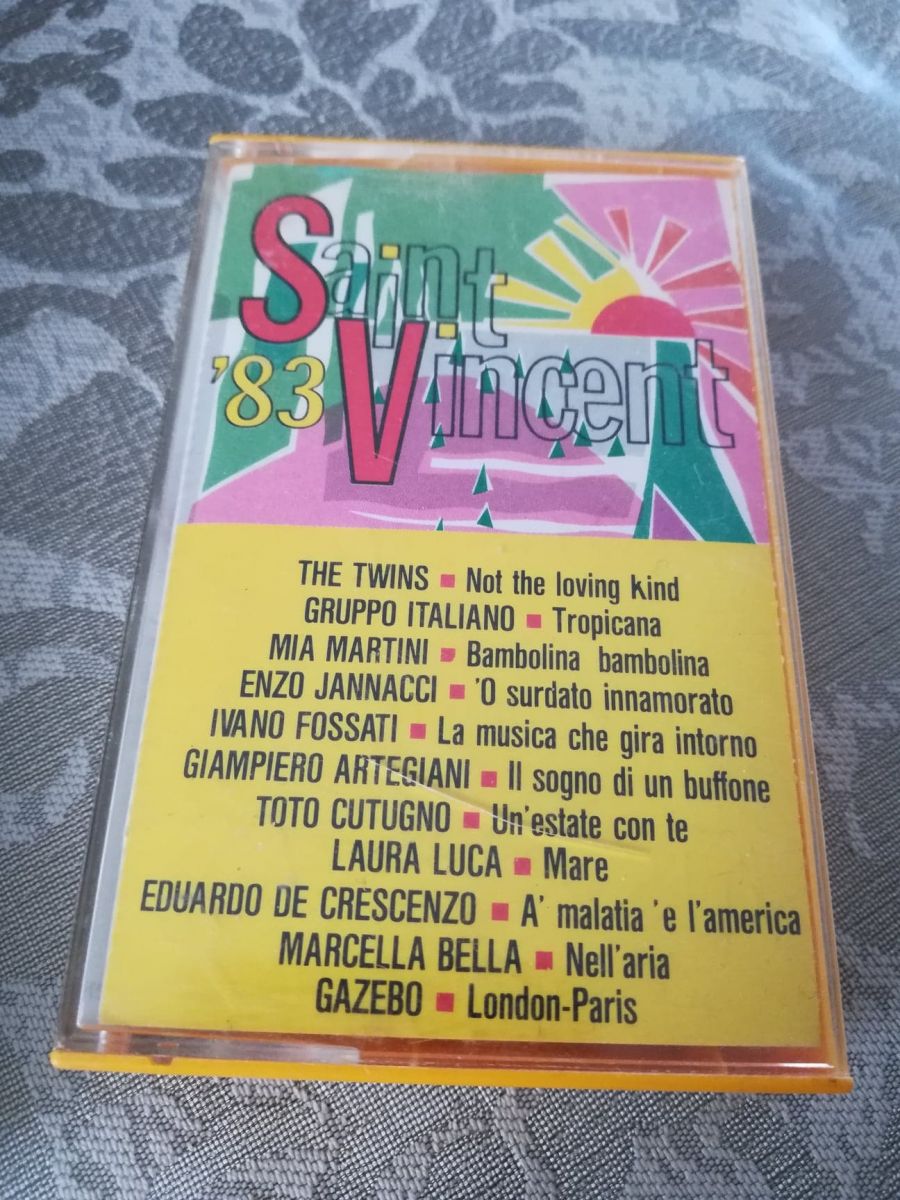 Saint
'83 Vincent
THE TWINS ▪ Not the loving kind
GRUPPO ITALIANO ▪ Tropicana
MIA MARTINI ▪ Bambolina bambolina
ENZO JANNACCI ▪ 'O surdato innamorato
IVANO FOSSATI ▪ La musica che gira intorno
GIAMPIERO ARTEGIANI ▪ Il sogno di un buffone
TOTO CUTUGNO ▪ Un'estate con te
LAURA LUCA ▪ Mare
EDUARDO DE CRESCENZO ▪ A' malatia 'e l'america
MARCELLA BELLA ▪ Nell'aria
GAZEBO ▪ London-Paris